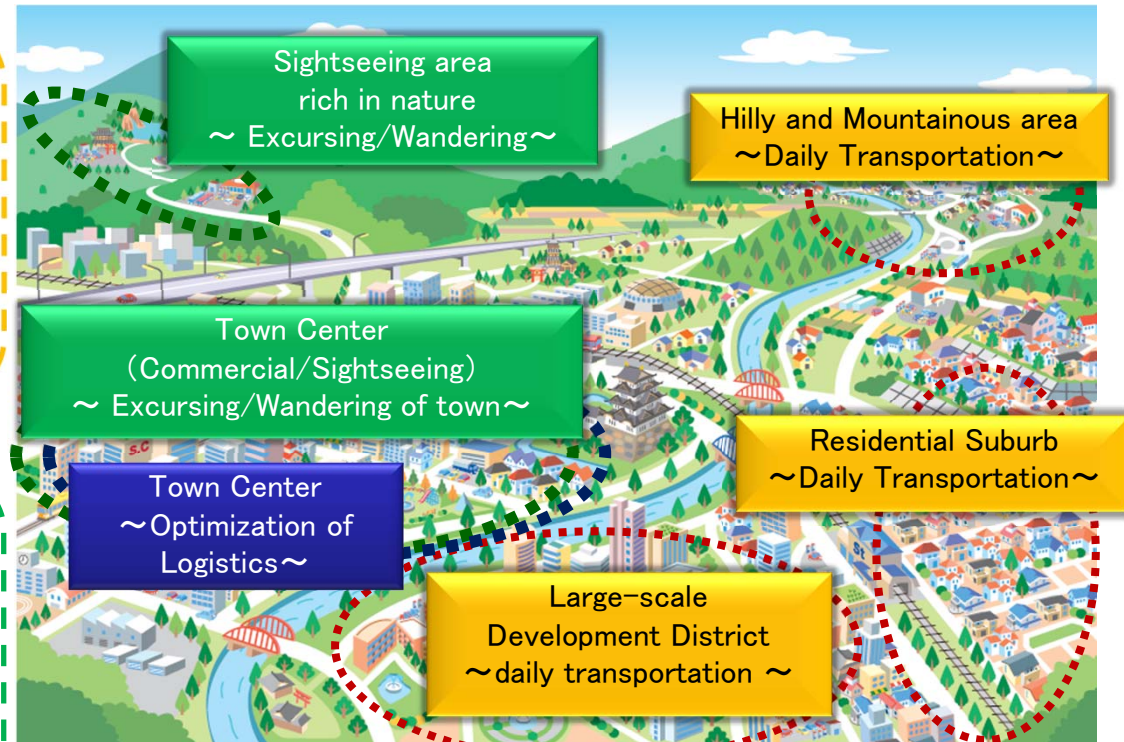 Sightseeing area
rich in nature
～ Excursing/Wandering～
Hilly and Mountainous area
～Daily Transportation～
Town Center
（Commercial/Sightseeing）
～ Excursing/Wandering of town～
S.C
Residential Suburb
～Daily Transportation～
Town Center
～Optimization of
Logistics～
St
Large-scale
Development District
～daily transportation ～